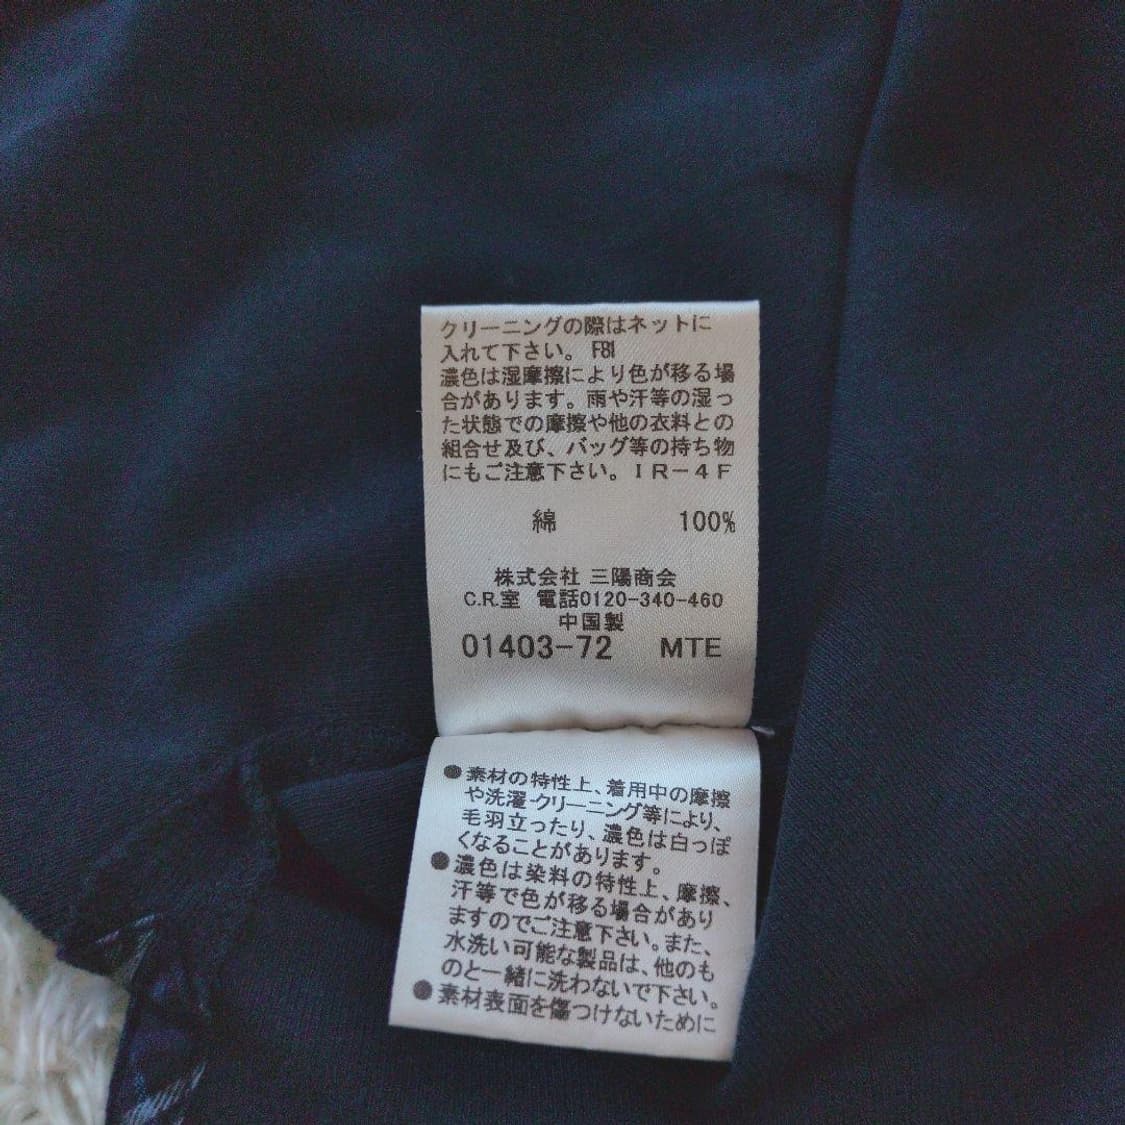 クリーニングの際はネットに
入れて下さい。 F81
濃色は湿摩擦により色が移る場
合があります。雨や汗等の湿っ
た状態での摩擦や他の衣料との
組合せ及び、バッグ等の持ち物
にもご注意下さい。IR-4F
綿 100%
株式会社 三陽商会
C.R.室 電話0120-340-460
中国製
01403-72 MTE
●素材の特性上、着用中の摩擦
や洗濯・クリーニング等により、
毛羽立ったり、濃色は白っぽ
くなることがあります。
●濃色は染料の特性上、摩擦、
汗等で色が移る場合があり
ますのでご注意下さい。また、
水洗い可能な製品は、他のも
のと一緒に洗わないで下さい。
●素材表面を傷つけないために